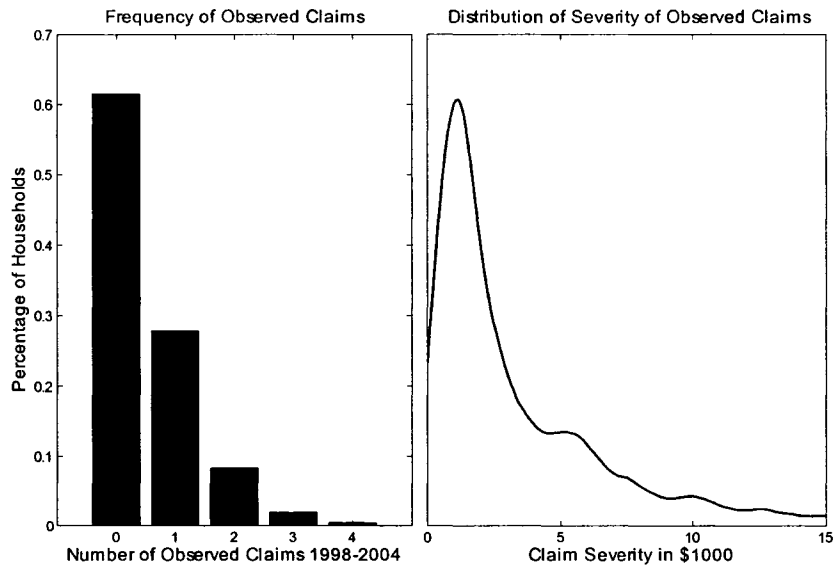 Frequency of Observed Claims
Percentage of Households
0.7
0.6
0.5
0.4
0.3
0.2
0.1
0
0 1 2 3 4
Number of Observed Claims 1998-2004
Distribution of Severity of Observed Claims
0 5 10 15
Claim Severity in $1000